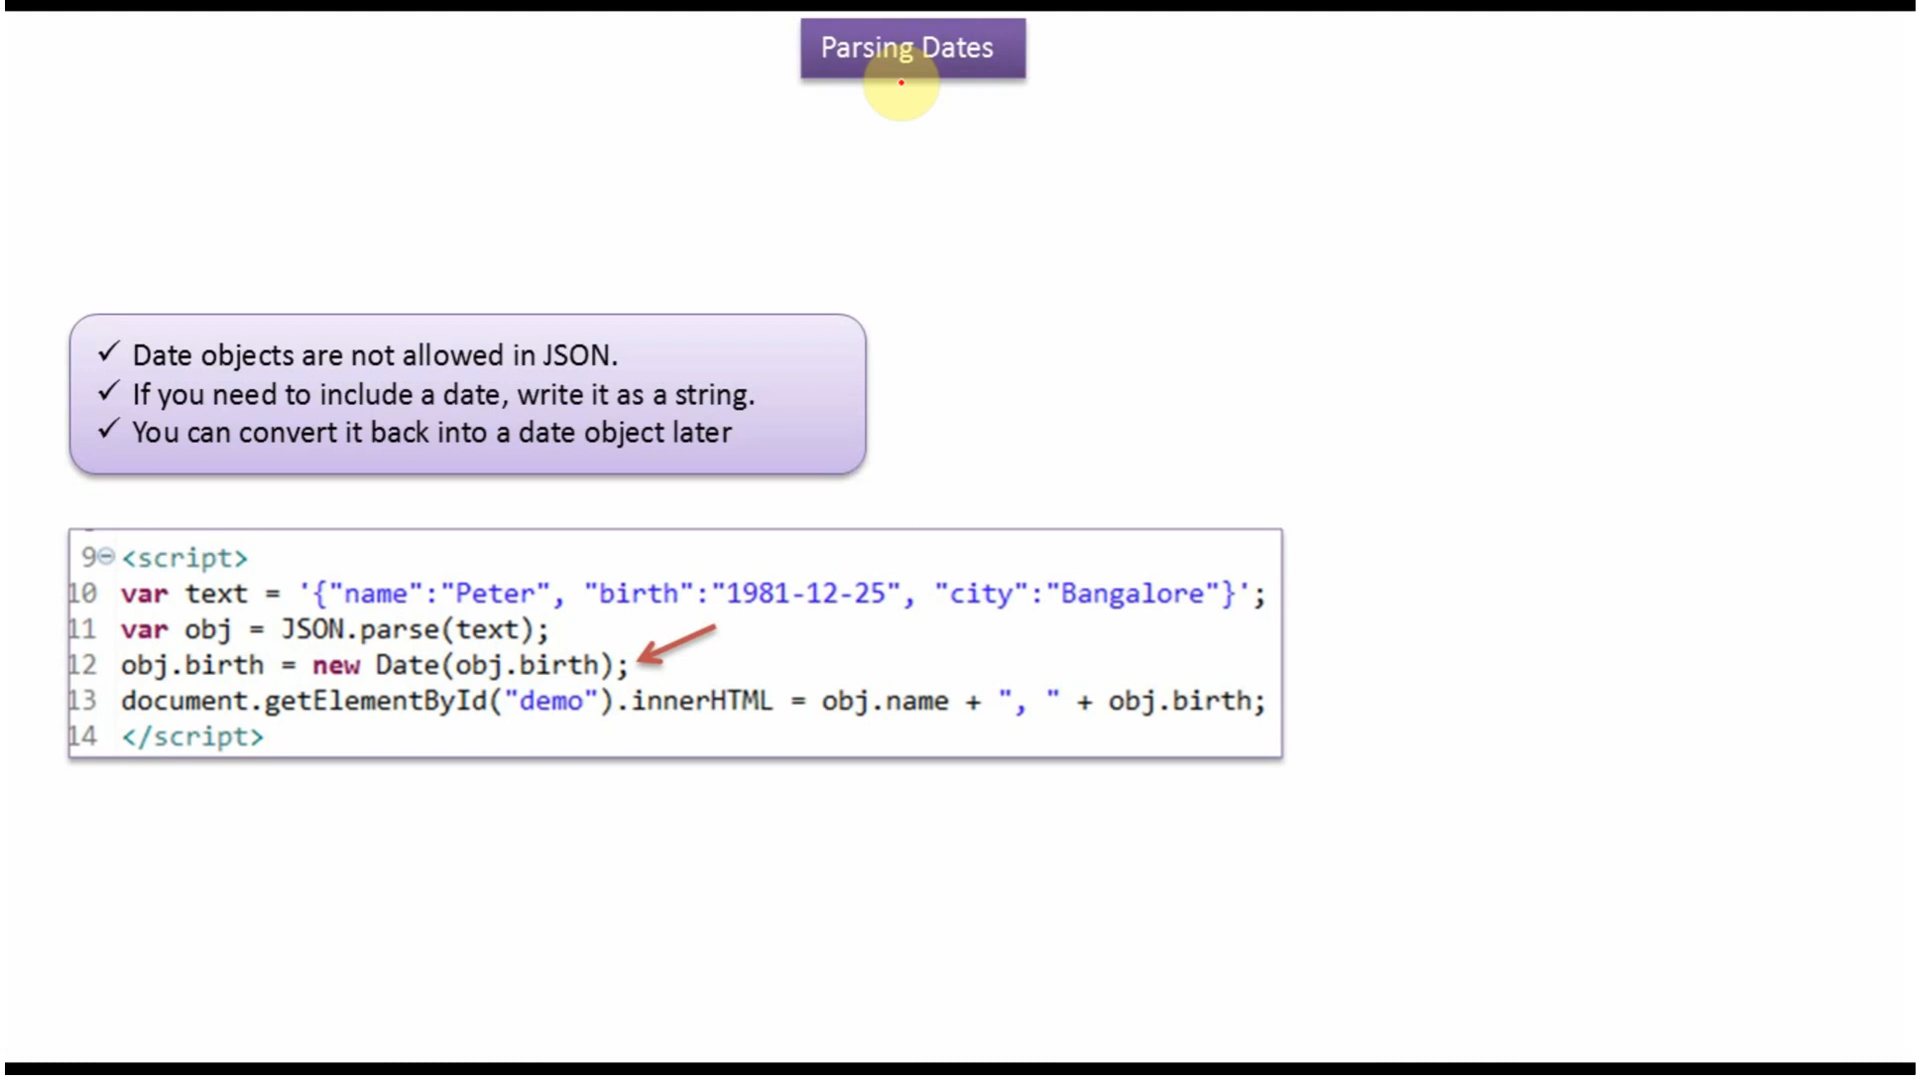 Parsing Dates
✓ Date objects are not allowed in JSON.
✓ If you need to include a date, write it as a string.
✓ You can convert it back into a date object later
9 <script>
10 var text = '{"name":"Peter", "birth":"1981-12-25", "city":"Bangalore"}';
11 var obj = JSON.parse(text);
12 obj.birth = new Date(obj.birth);
13 document.getElementById("demo").innerHTML = obj.name + ", " + obj.birth;
14 </script>